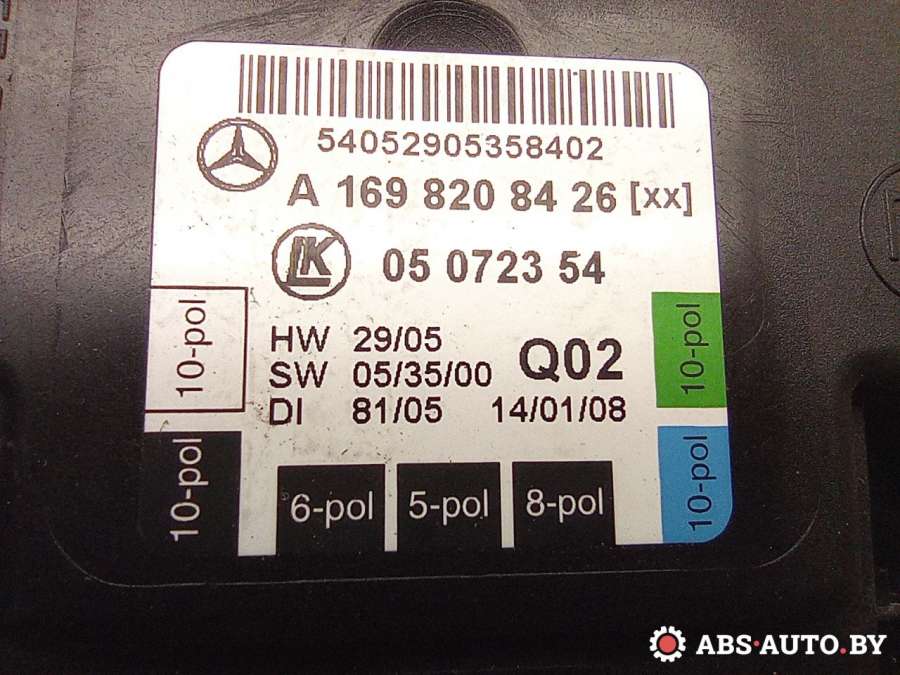 54052905358402
A 169 820 84 26 [xx]
LK 05 0723 54
HW 29/05
SW 05/35/00 Q02
DI 81/05 14/01/08
10-pol
10-pol
10-pol
10-pol
6-pol 5-pol 8-pol
ABS-AUTO.BY